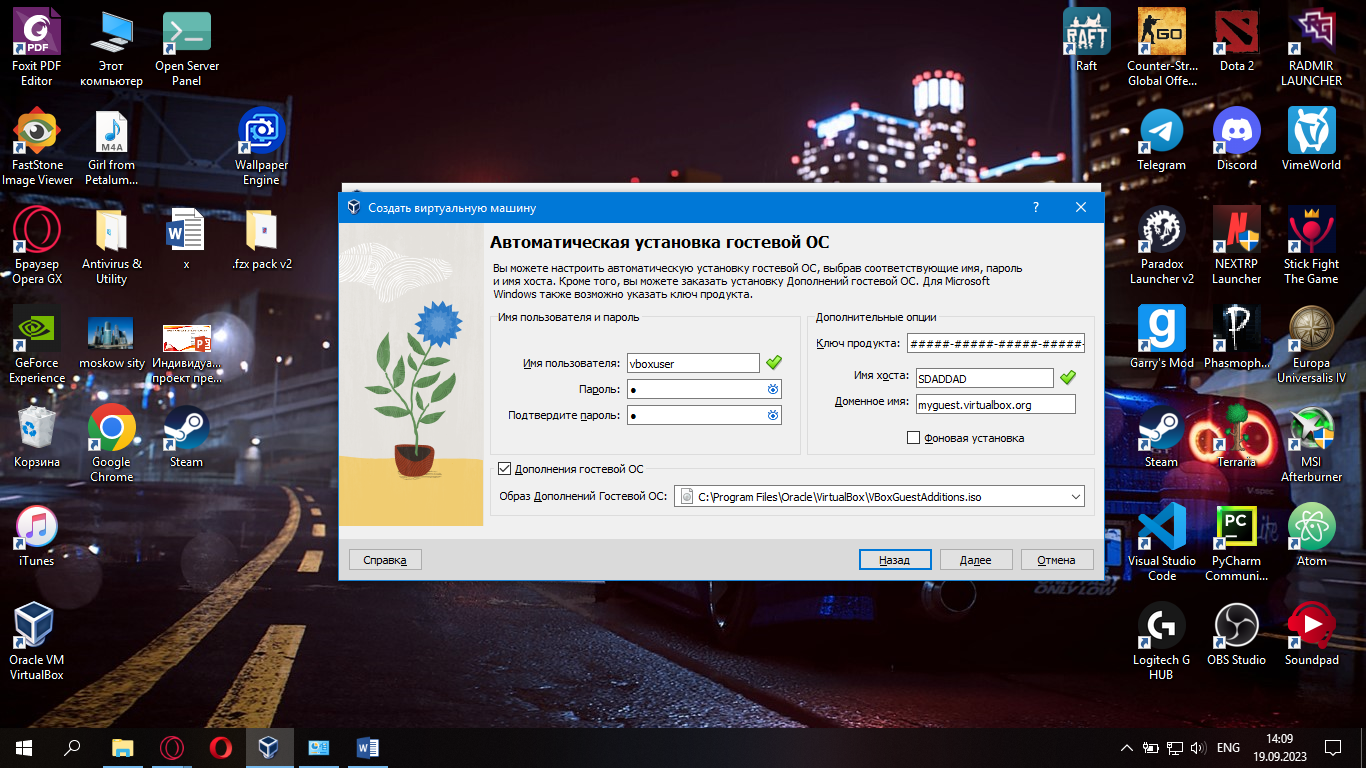 Foxit PDF
Editor
Этот
компьютер
Open Server
Panel
Raft
Counter-Str...
Global Offe...
Dota 2
RADMIR
LAUNCHER
FastStone
Image Viewer
Girl from
Petalum...
Wallpaper
Engine
Telegram
Discord
VimeWorld
Браузер
Opera GX
Antivirus &
Utility
x
.fzx pack v2
Paradox
Launcher v2
NEXTRP
Launcher
Stick Fight
The Game
GeForce
Experience
moskow sity
Индивидуа...
проект пре...
Garry's Mod
Phasmoph...
Europa
Universalis IV
Корзина
Google
Chrome
Steam
Steam
Terraria
MSI
Afterburner
iTunes
Visual Studio
Code
PyCharm
Communi...
Atom
Oracle VM
VirtualBox
Logitech G
HUB
OBS Studio
Soundpad
Создать виртуальную машину
Автоматическая установка гостевой ОС
Вы можете настроить автоматическую установку гостевой ОС, выбрав соответствующие имя, пароль
и имя хоста. Кроме того, вы можете заказать установку Дополнений гостевой ОС. Для Microsoft
Windows также возможно указать ключ продукта.
Имя пользователя и пароль
Имя пользователя: vboxuser
Пароль: ●
Подтвердите пароль: ●
Дополнительные опции
Ключ продукта: #####-#####-#####-#####-
Имя хоста: SDADDAD
Доменное имя: myguest.virtualbox.org
Фоновая установка
Дополнения гостевой ОС
Образ Дополнений Гостевой ОС: C:\Program Files\Oracle\VirtualBox\VBoxGuestAdditions.iso
Справка
Назад
Далее
Отмена
ENG
14:09
19.09.2023